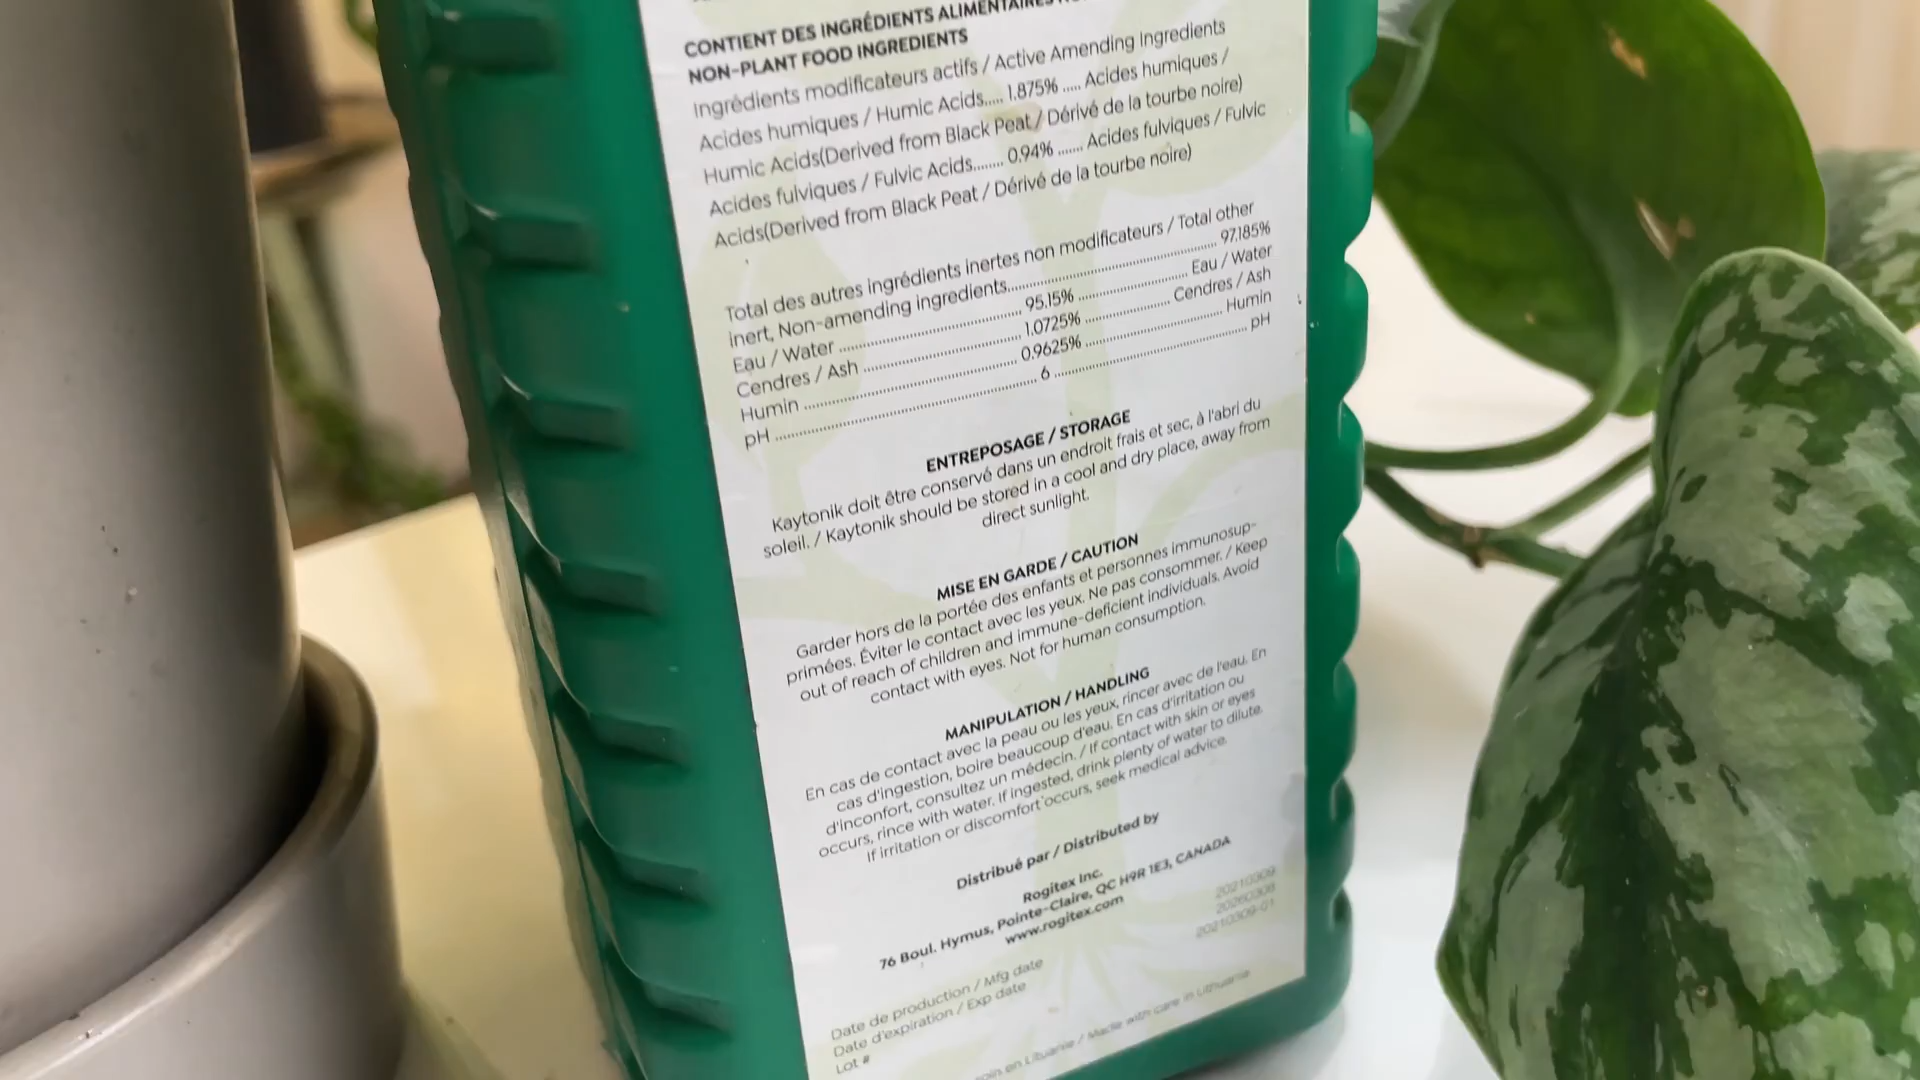 CONTIENT DES INGRÉDIENTS ALIMENTAIRES
NON-PLANT FOOD INGREDIENTS
Ingrédients modificateurs actifs / Active Amending Ingredients
Acides humiques / Humic Acids..... 1.875% ..... Acides humiques /
Humic Acids(Derived from Black Peat / Dérivé de la tourbe noire)
Acides fulviques / Fulvic Acids........ 0.94% ....... Acides fulviques / Fulvic
Acids(Derived from Black Peat / Dérivé de la tourbe noire)
Total des autres ingrédients inertes non modificateurs / Total other
inert, Non-amending ingredients.................................................... 97.185%
Eau / Water ............................................. 95.15% ............................ Eau / Water
Cendres / Ash ....................................... 1.0725% ..................... Cendres / Ash
Humin ..................................................... 0.9625% .................................. Humin
pH ................................................................ 6 ................................................ pH
ENTREPOSAGE / STORAGE
Kaytonik doit être conservé dans un endroit frais et sec, à l'abri du
soleil. / Kaytonik should be stored in a cool and dry place, away from
direct sunlight.
MISE EN GARDE / CAUTION
Garder hors de la portée des enfants et personnes immunosup-
primées. Éviter le contact avec les yeux. Ne pas consommer. / Keep
out of reach of children and immune-deficient individuals. Avoid
contact with eyes. Not for human consumption.
MANIPULATION / HANDLING
En cas de contact avec la peau ou les yeux, rincer avec de l'eau. En
cas d'ingestion, boire beaucoup d'eau. En cas d'irritation ou
d'inconfort, consultez un médecin. / If contact with skin or eyes
occurs, rince with water. If ingested, drink plenty of water to dilute.
If irritation or discomfort occurs, seek medical advice.
Distribué par / Distributed by
Rogitex Inc.
76 Boul. Hymus, Pointe-Claire, QC H9R 1E3, CANADA
www.rogitex.com
Date de production / Mfg date 20210309
Date d'expiration / Exp date 20260308
Lot # 20210309-01
en Lituanie / Made with care in Lithuania